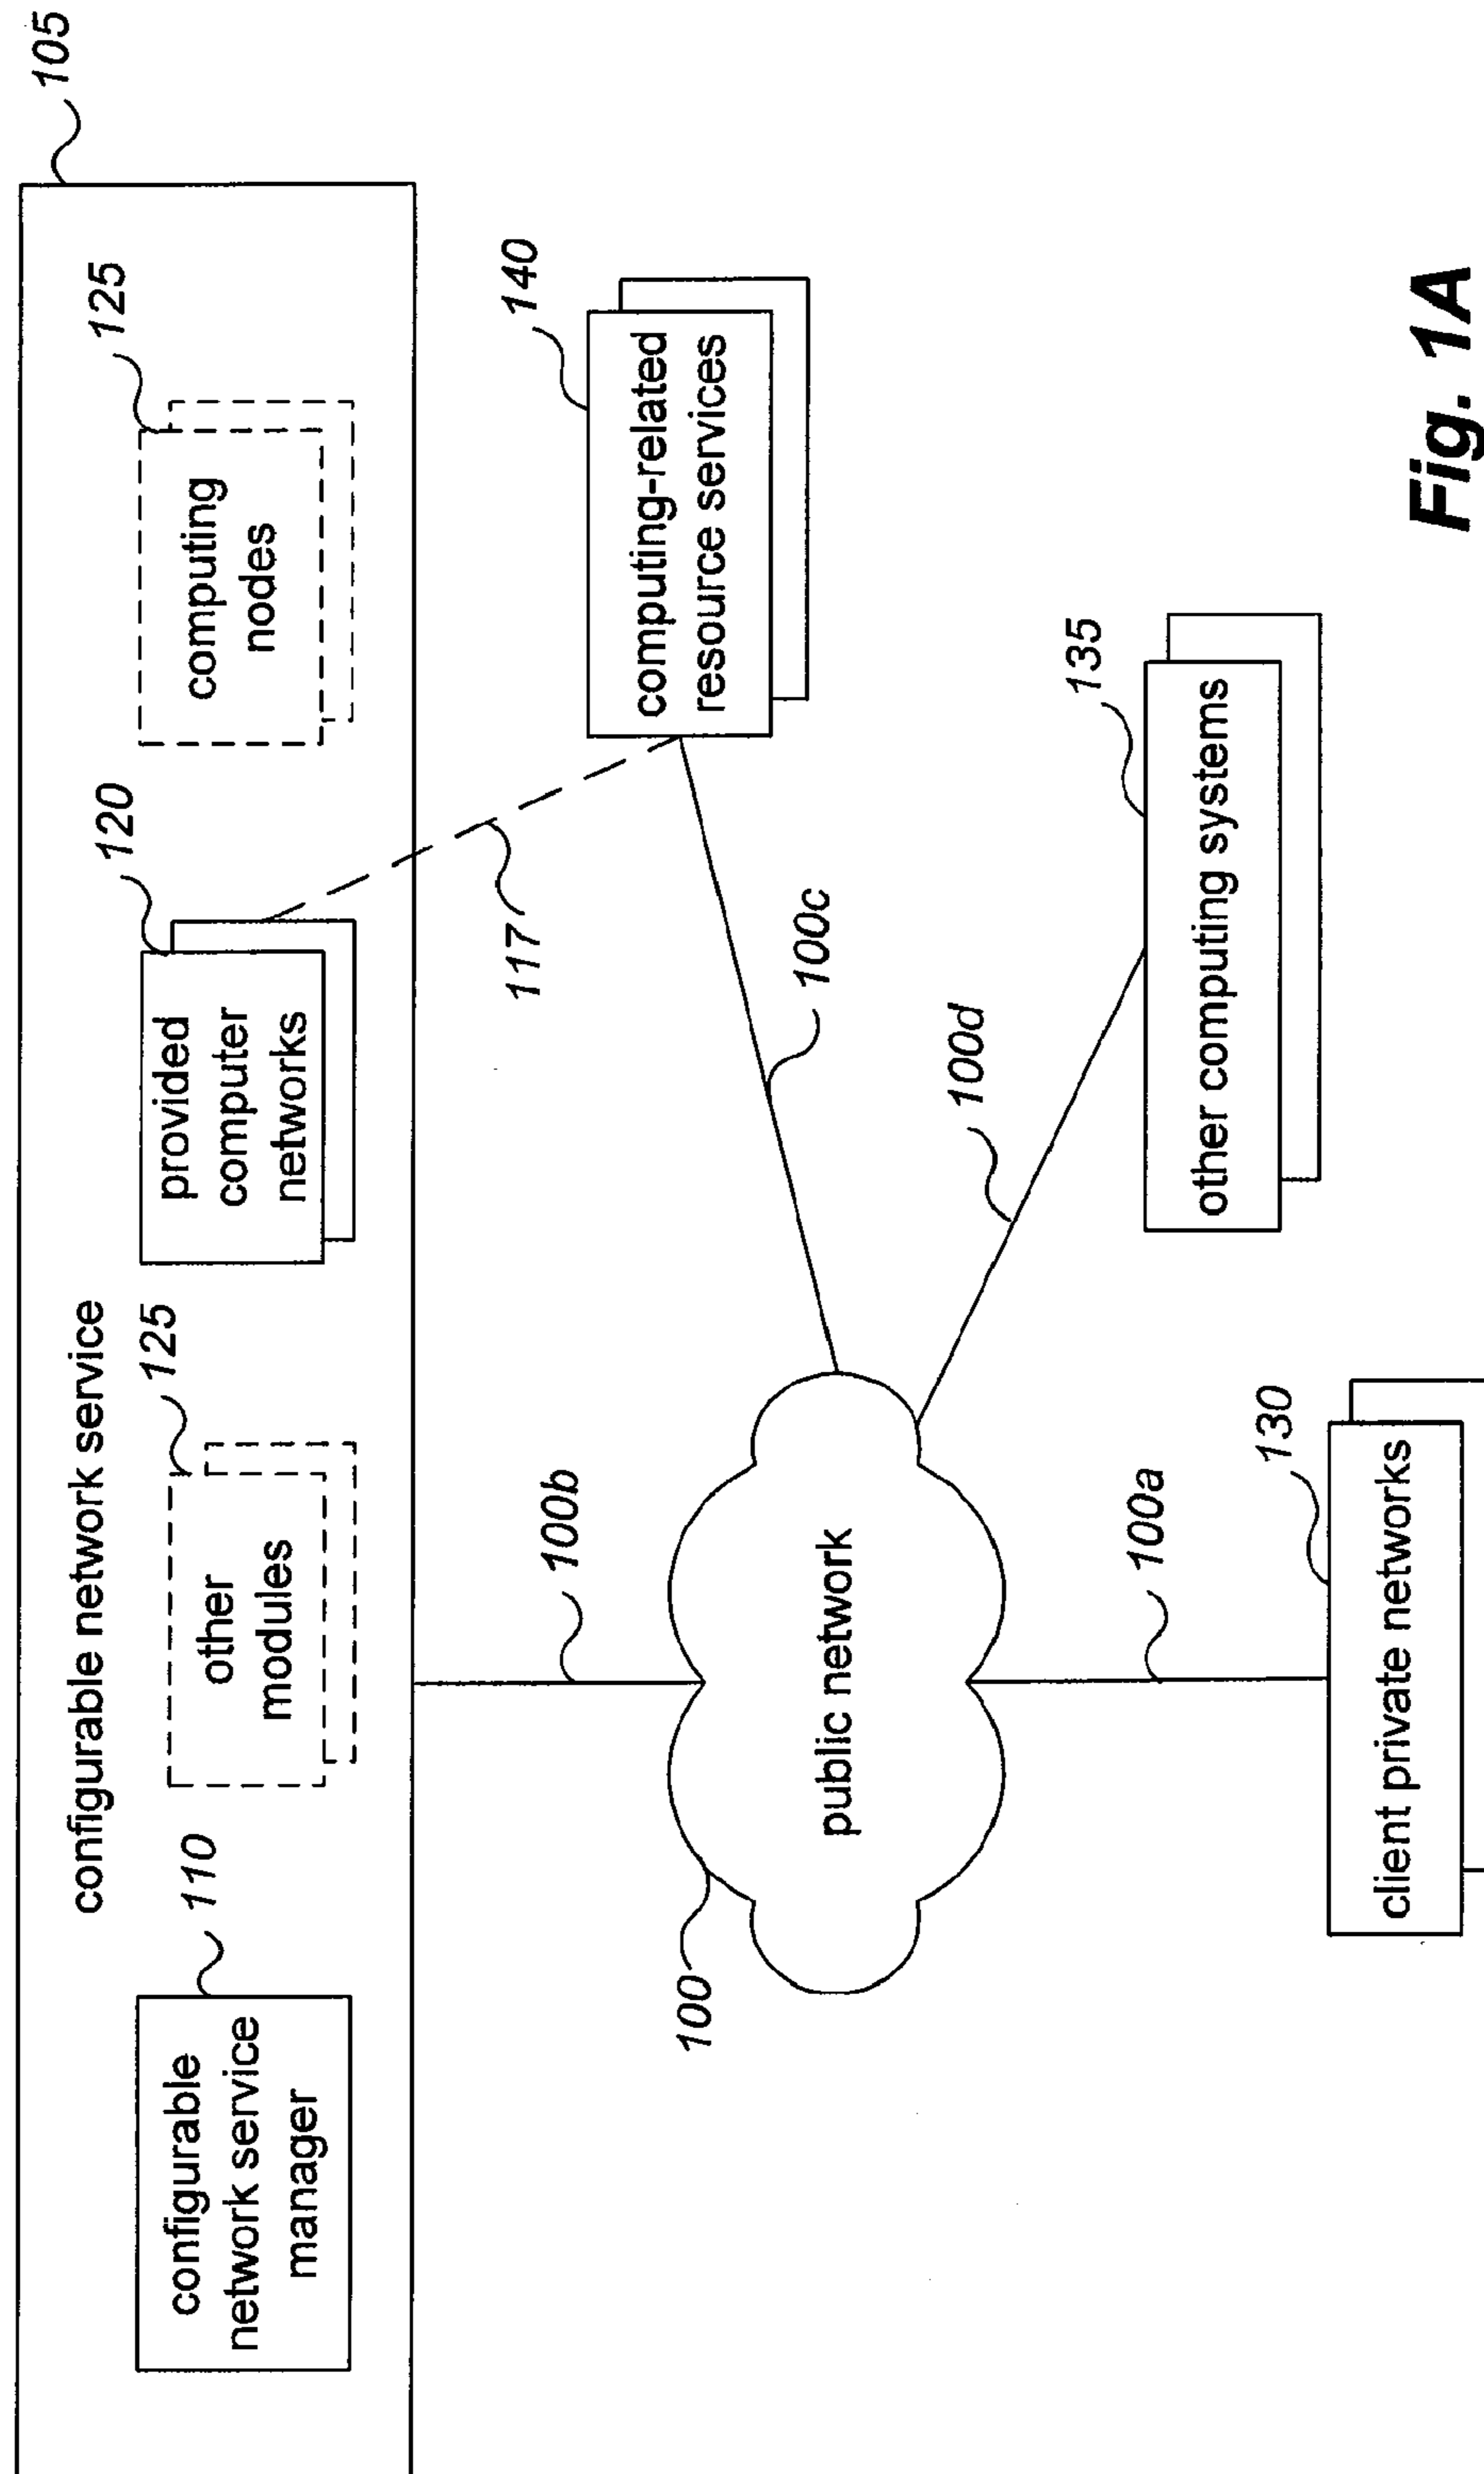 105
configurable network service
110
configurable
network service
manager
125
other
modules
120
provided
computer
networks
125
computing
nodes
117
140
computing-related
resource services
100b
100c
100
public network
100d
135
other computing systems
100a
130
client private networks
Fig. 1A